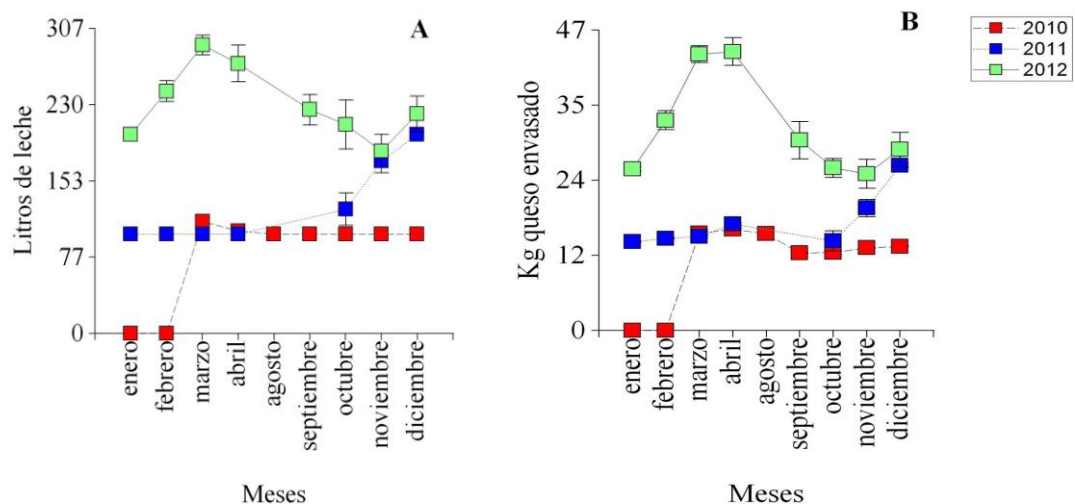 A
Litros de leche
307
230
153
77
0
enero
febrero
marzo
abril
agosto
septiembre
octubre
noviembre
diciembre
Meses
B
Kg queso envasado
47
35
24
12
0
enero
febrero
marzo
abril
agosto
septiembre
octubre
noviembre
diciembre
Meses
2010
2011
2012